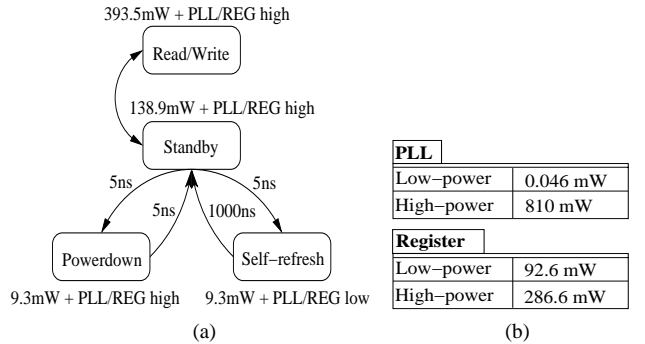 393.5mW + PLL/REG high
Read/Write
138.9mW + PLL/REG high
Standby
5ns
5ns
5ns
1000ns
Powerdown
Self−refresh
9.3mW + PLL/REG high
9.3mW + PLL/REG low
(a)
PLL
Low−power 0.046 mW
High−power 810 mW
Register
Low−power 92.6 mW
High−power 286.6 mW
(b)